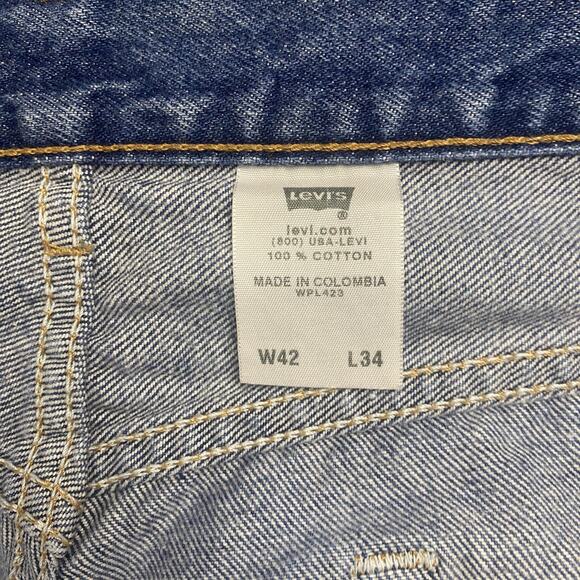 LEVI'S
®
levi.com
(800) USA-LEVI
100 % COTTON
MADE IN COLOMBIA
WPL423
W42 L34